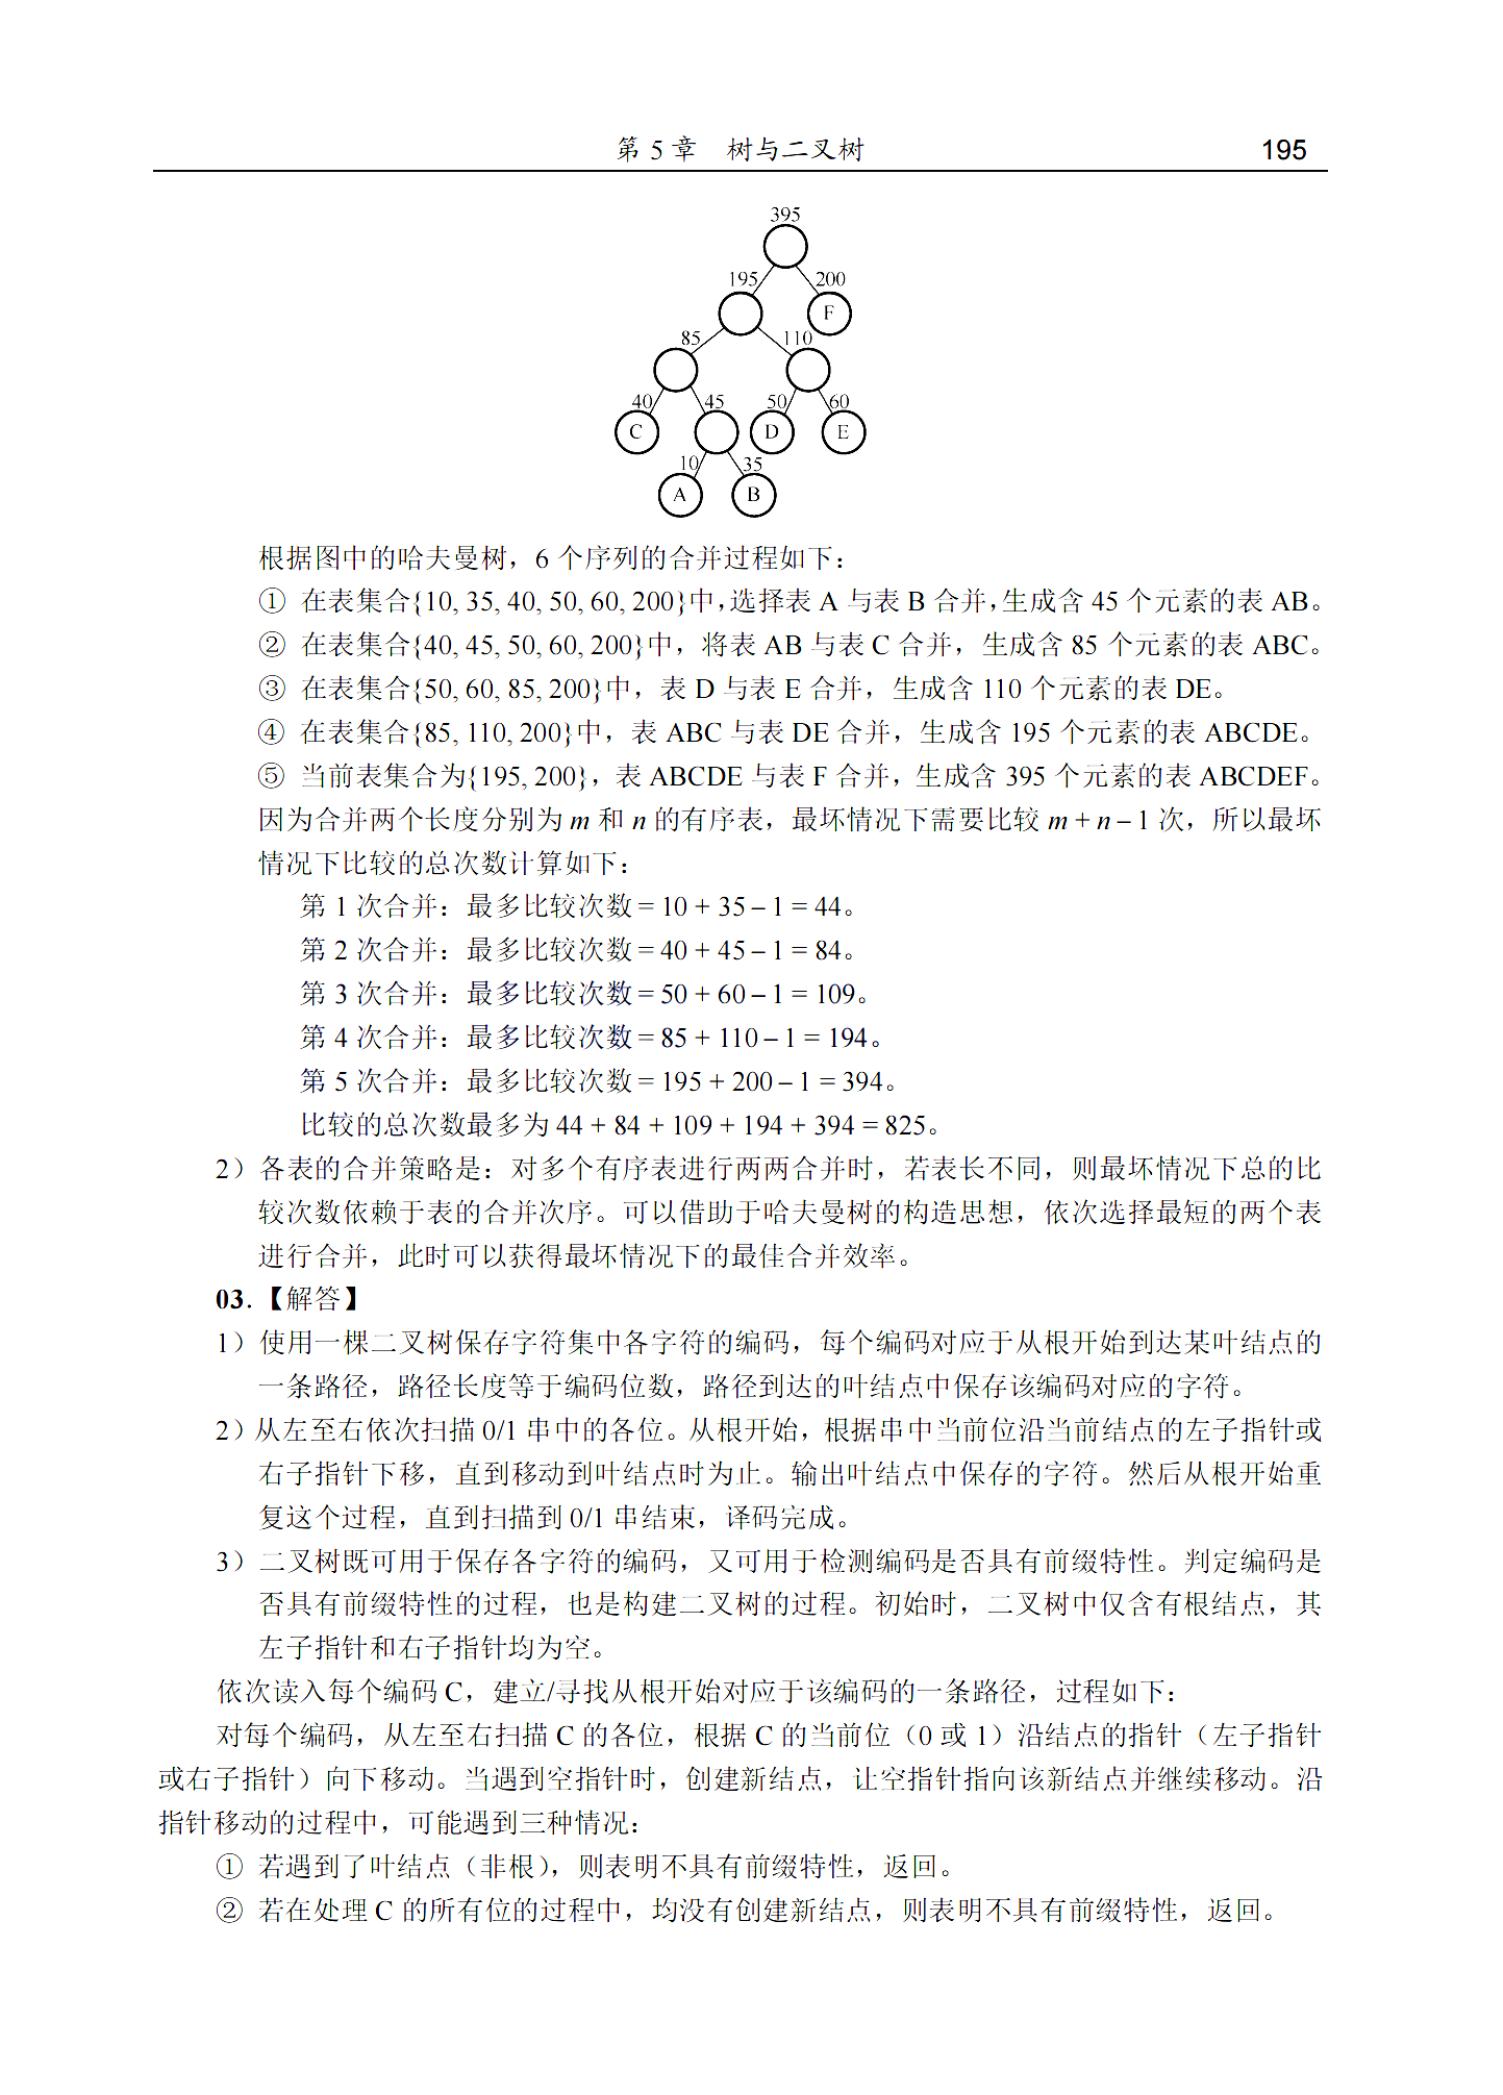 第 5 章 树与二叉树 195
395
195 200
F
85 110
40 45 50 60
C D E
10 35
A B
根据图中的哈夫曼树，6 个序列的合并过程如下：
① 在表集合{10, 35, 40, 50, 60, 200}中，选择表 A 与表 B 合并，生成含 45 个元素的表 AB。
② 在表集合{40, 45, 50, 60, 200}中，将表 AB 与表 C 合并，生成含 85 个元素的表 ABC。
③ 在表集合{50, 60, 85, 200}中，表 D 与表 E 合并，生成含 110 个元素的表 DE。
④ 在表集合{85, 110, 200}中，表 ABC 与表 DE 合并，生成含 195 个元素的表 ABCDE。
⑤ 当前表集合为{195, 200}，表 ABCDE 与表 F 合并，生成含 395 个元素的表 ABCDEF。
因为合并两个长度分别为 m 和 n 的有序表，最坏情况下需要比较 m + n – 1 次，所以最坏
情况下比较的总次数计算如下：
第 1 次合并：最多比较次数 = 10 + 35 – 1 = 44。
第 2 次合并：最多比较次数 = 40 + 45 – 1 = 84。
第 3 次合并：最多比较次数 = 50 + 60 – 1 = 109。
第 4 次合并：最多比较次数 = 85 + 110 – 1 = 194。
第 5 次合并：最多比较次数 = 195 + 200 – 1 = 394。
比较的总次数最多为 44 + 84 + 109 + 194 + 394 = 825。
2）各表的合并策略是：对多个有序表进行两两合并时，若表长不同，则最坏情况下总的比
较次数依赖于表的合并次序。可以借助于哈夫曼树的构造思想，依次选择最短的两个表
进行合并，此时可以获得最坏情况下的最佳合并效率。
03.【解答】
1）使用一棵二叉树保存字符集中各字符的编码，每个编码对应于从根开始到达某叶结点的
一条路径，路径长度等于编码位数，路径到达的叶结点中保存该编码对应的字符。
2）从左至右依次扫描 0/1 串中的各位。从根开始，根据串中当前位沿当前结点的左子指针或
右子指针下移，直到移动到叶结点时为止。输出叶结点中保存的字符。然后从根开始重
复这个过程，直到扫描到 0/1 串结束，译码完成。
3）二叉树既可用于保存各字符的编码，又可用于检测编码是否具有前缀特性。判定编码是
否具有前缀特性的过程，也是构建二叉树的过程。初始时，二叉树中仅含有根结点，其
左子指针和右子指针均为空。
依次读入每个编码 C，建立/寻找从根开始对应于该编码的一条路径，过程如下：
对每个编码，从左至右扫描 C 的各位，根据 C 的当前位（0 或 1）沿结点的指针（左子指针
或右子指针）向下移动。当遇到空指针时，创建新结点，让空指针指向该新结点并继续移动。沿
指针移动的过程中，可能遇到三种情况：
① 若遇到了叶结点（非根），则表明不具有前缀特性，返回。
② 若在处理 C 的所有位的过程中，均没有创建新结点，则表明不具有前缀特性，返回。